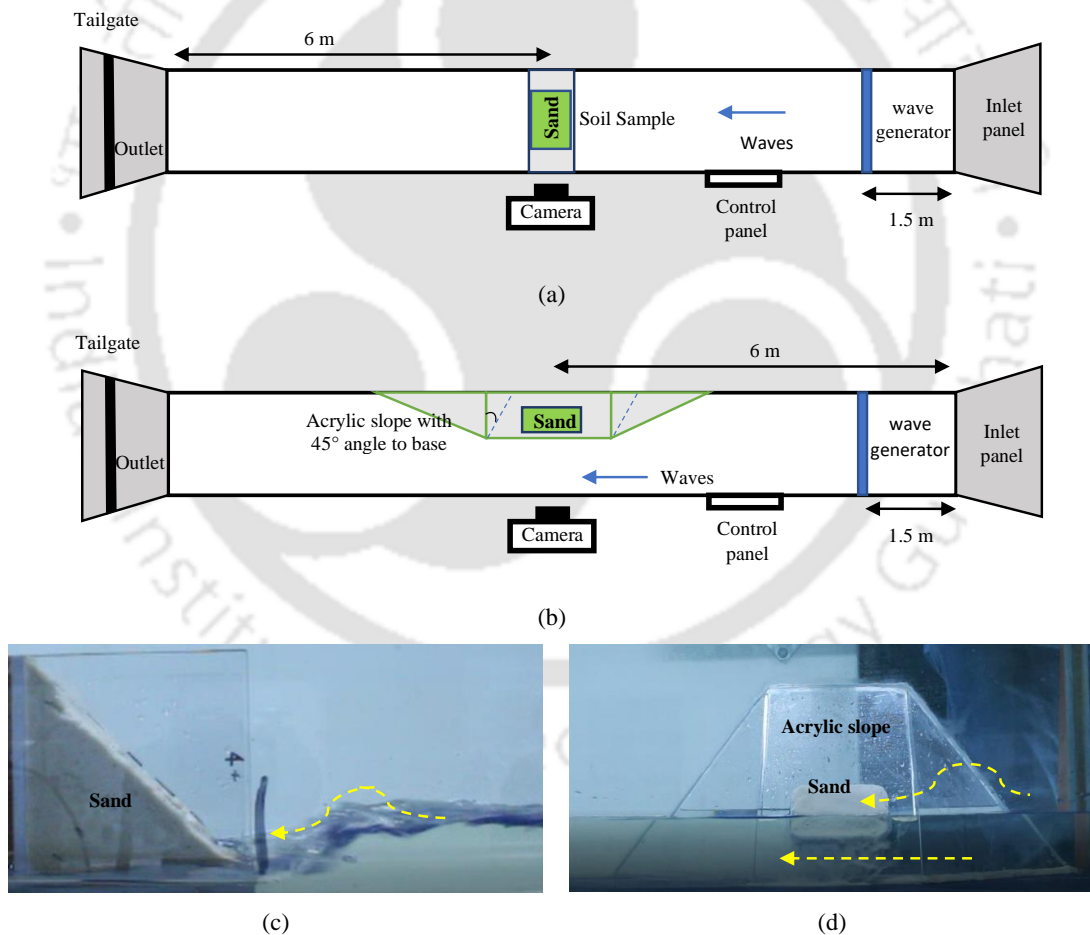 Tailgate
6 m
Sand
Soil Sample
Waves
wave
generator
Inlet
panel
Outlet
Camera
Control
panel
1.5 m
(a)
Tailgate
6 m
Acrylic slope with
45° angle to base
Sand
wave
generator
Inlet
panel
Outlet
Waves
Camera
Control
panel
1.5 m
(b)
Sand
Acrylic slope
Sand
(c)
(d)